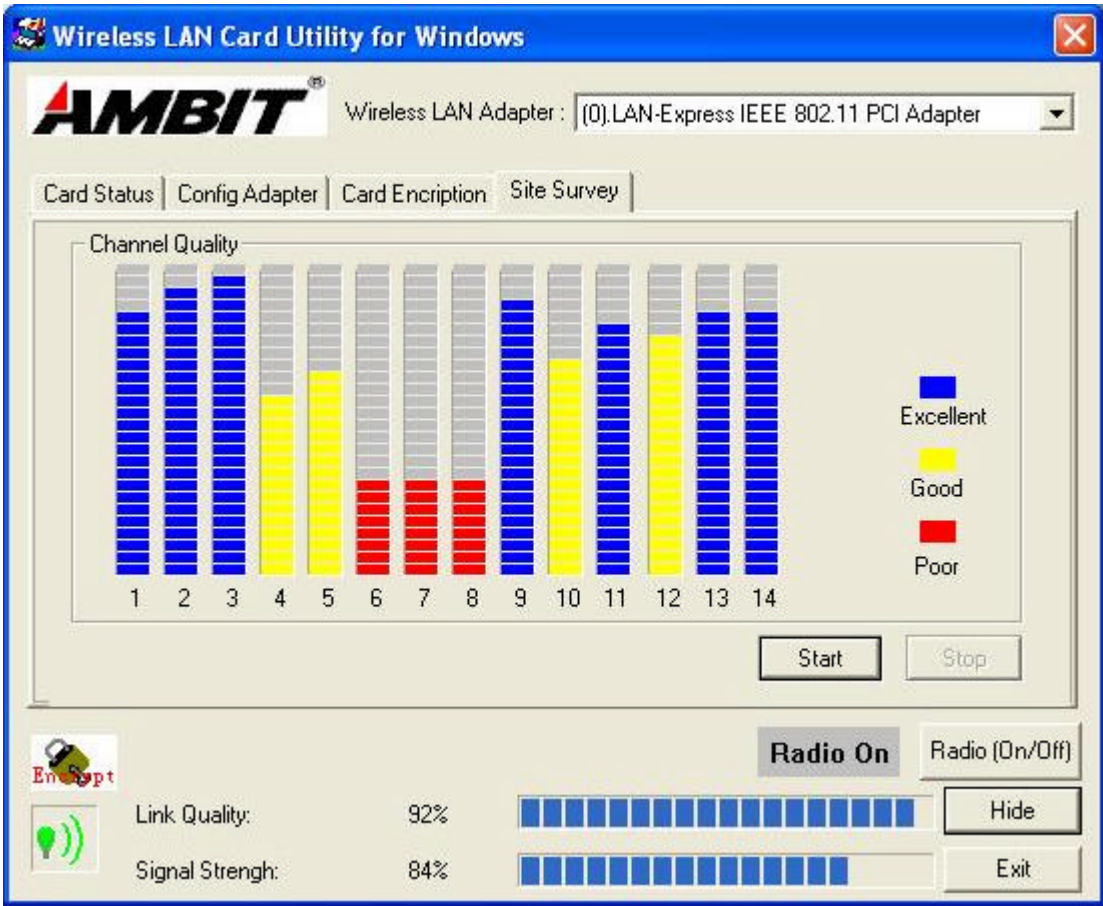 Wireless LAN Card Utility for Windows
AMBIT®
Wireless LAN Adapter : (0).LAN-Express IEEE 802.11 PCI Adapter
Card Status Config Adapter Card Encription Site Survey
Channel Quality
Excellent
Good
Poor
1 2 3 4 5 6 7 8 9 10 11 12 13 14
Start Stop
Encrypt
Radio On Radio (On/Off)
Link Quality: 92% Hide
Signal Strengh: 84% Exit